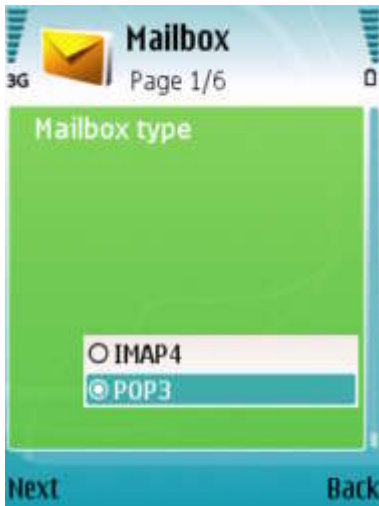 Mailbox
3G
Page 1/6
Mailbox type
IMAP4
POP3
Next
Back